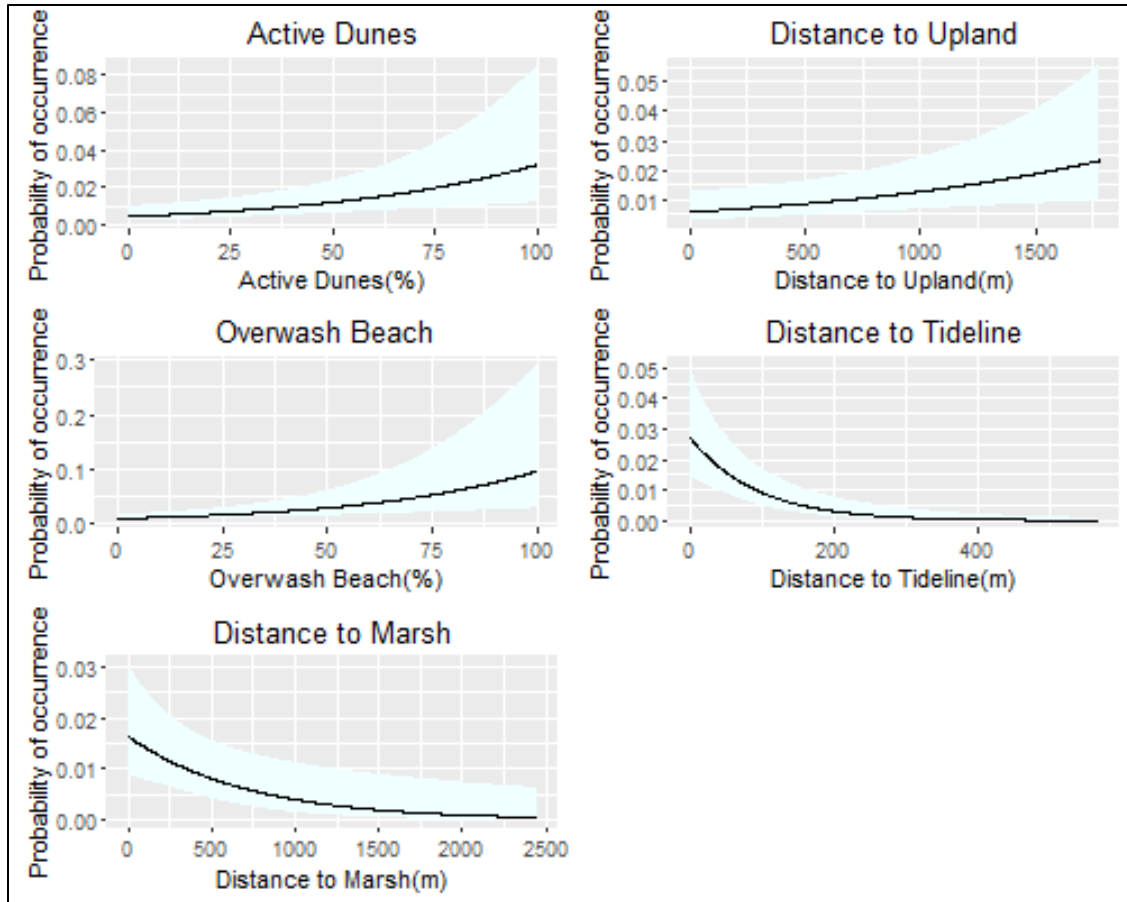 Active Dunes
Probability of occurrence
0.08
0.06
0.04
0.02
0.00
0 25 50 75 100
Active Dunes(%)
Distance to Upland
Probability of occurrence
0.05
0.04
0.03
0.02
0.01
0 500 1000 1500
Distance to Upland(m)
Overwash Beach
Probability of occurrence
0.3
0.2
0.1
0.0
0 25 50 75 100
Overwash Beach(%)
Distance to Tideline
Probability of occurrence
0.05
0.04
0.03
0.02
0.01
0.00
0 200 400
Distance to Tideline(m)
Distance to Marsh
Probability of occurrence
0.03
0.02
0.01
0.00
0 500 1000 1500 2000 2500
Distance to Marsh(m)